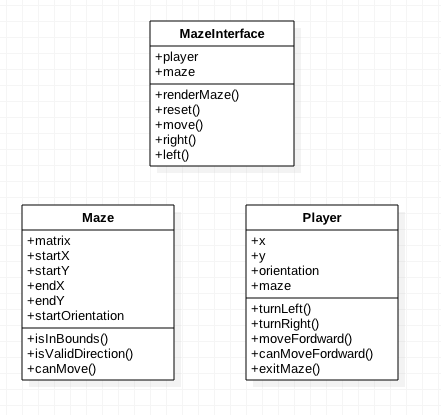 MazeInterface
+player
+maze
+renderMaze()
+reset()
+move()
+right()
+left()
Maze
+matrix
+startX
+startY
+endX
+endY
+startOrientation
+isInBounds()
+isValidDirection()
+canMove()
Player
+x
+y
+orientation
+maze
+turnLeft()
+turnRight()
+moveFordward()
+canMoveFordward()
+exitMaze()